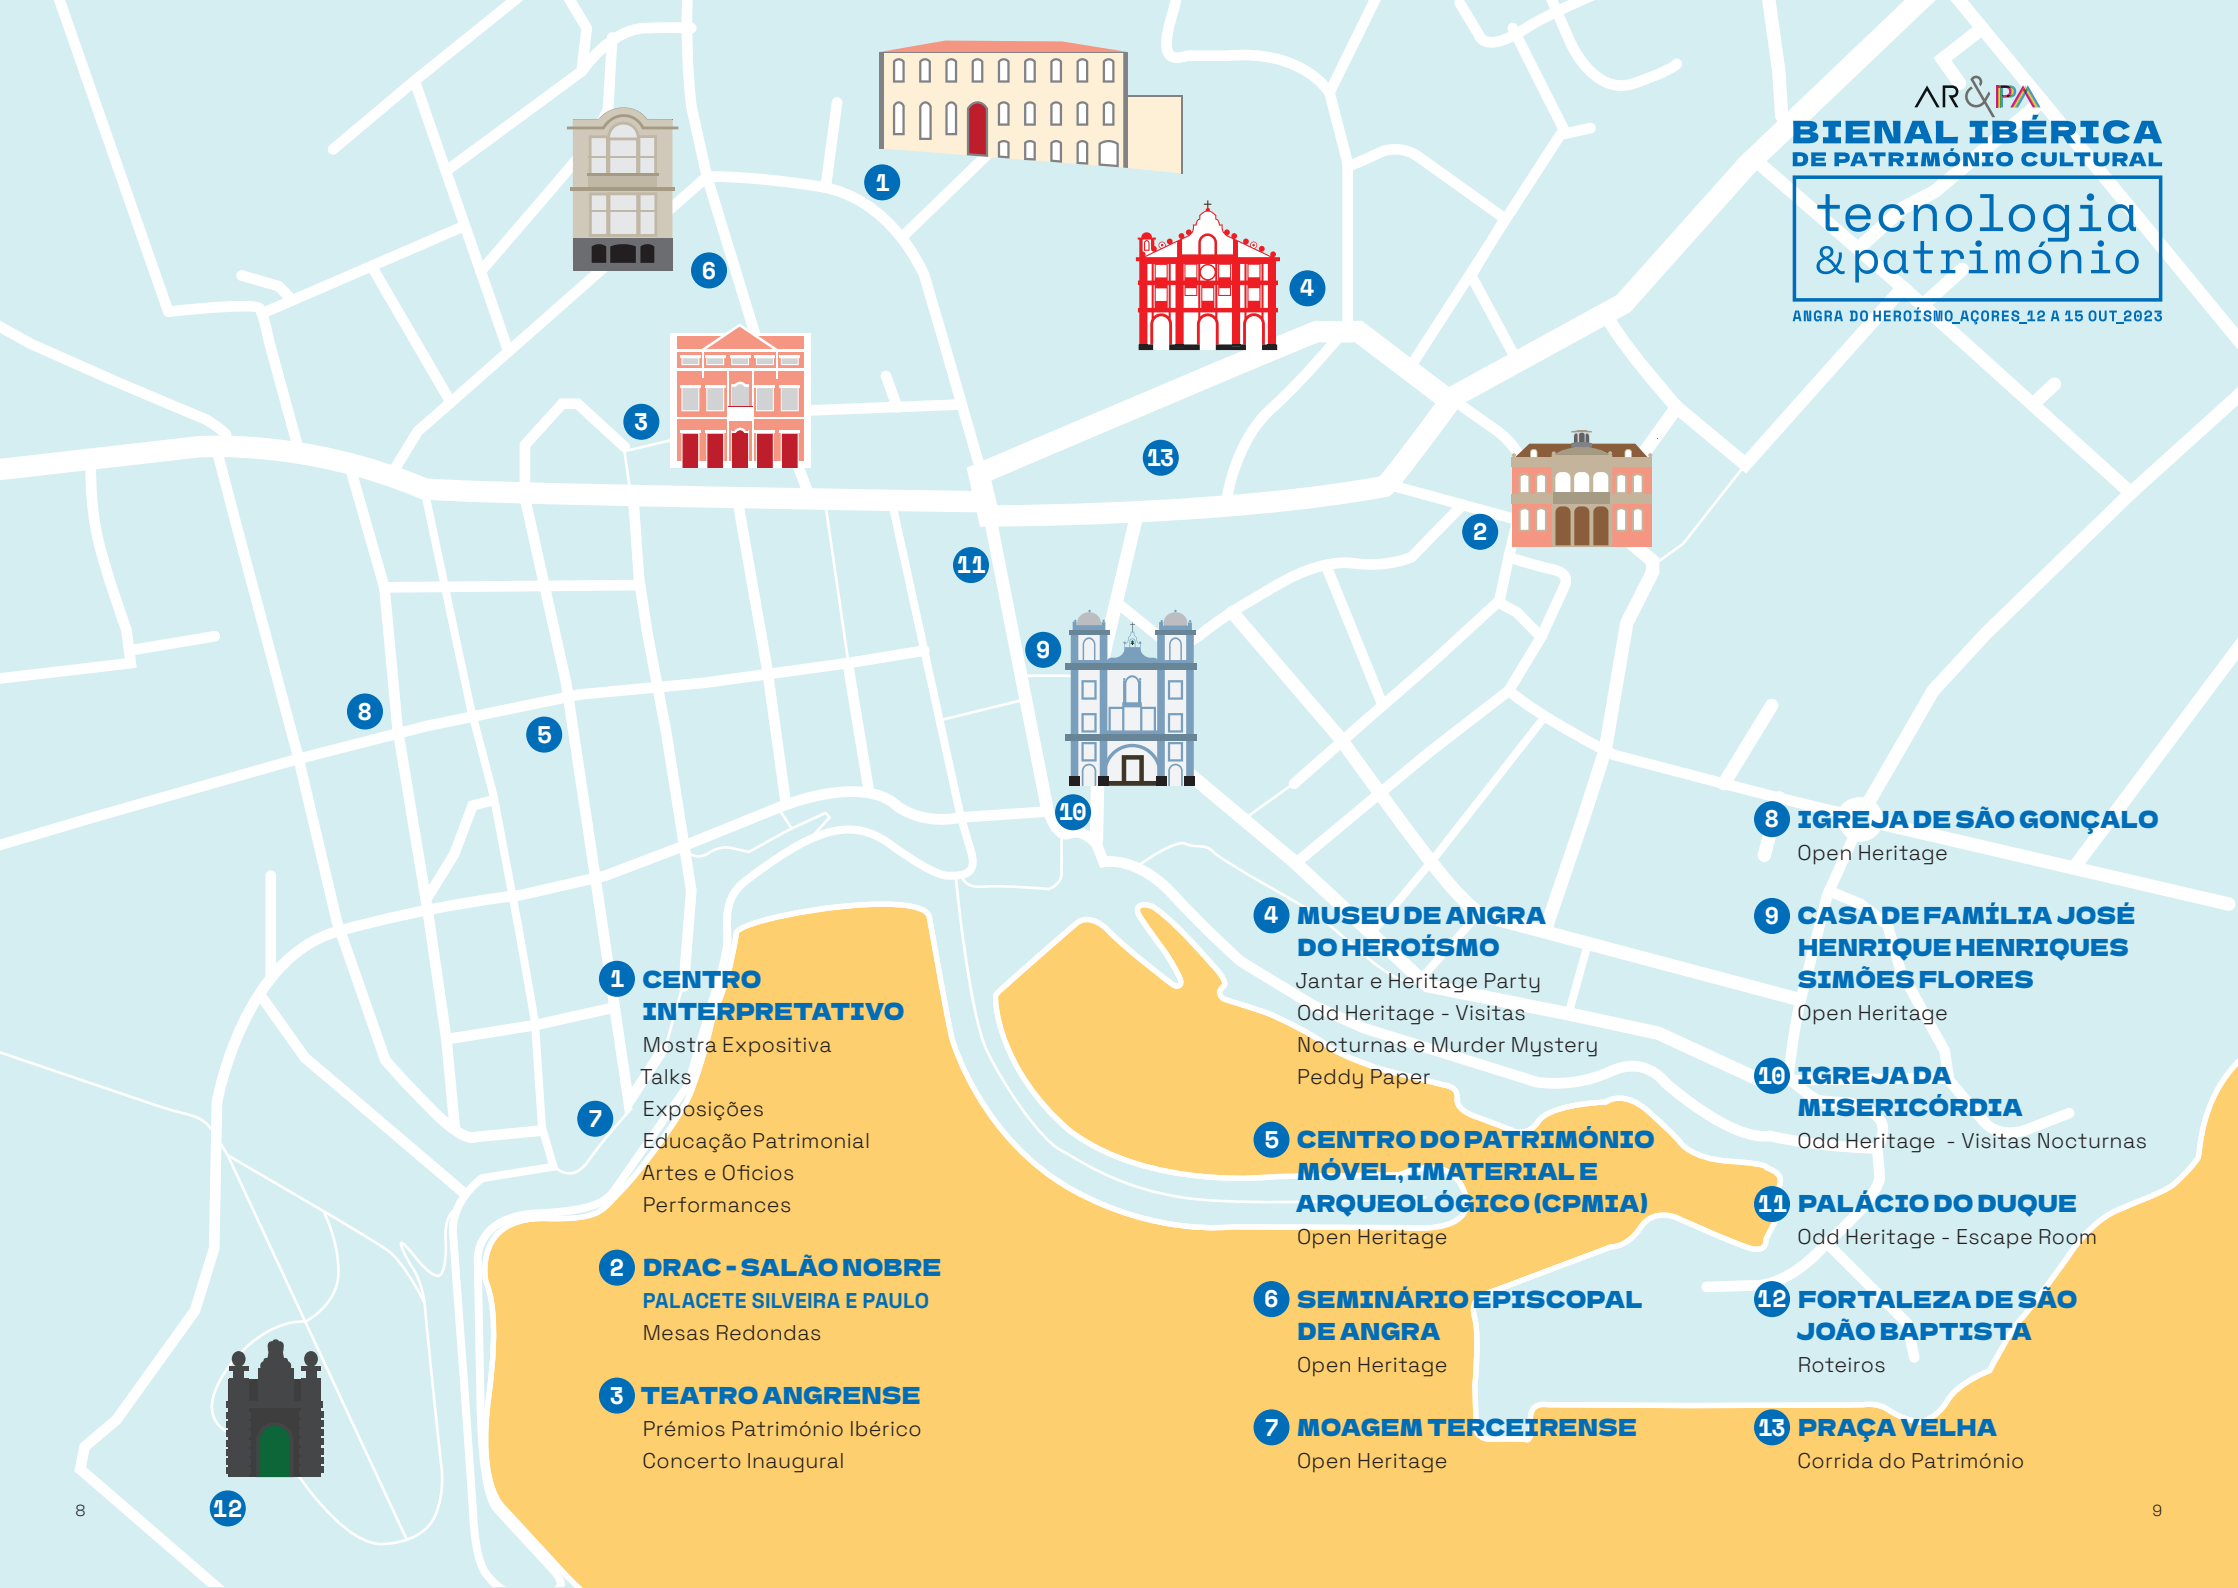 AR&PA
BIENAL IBÉRICA
DE PATRIMÓNIO CULTURAL
tecnologia
&património
ANGRA DO HEROÍSMO_AÇORES_12 A 15 OUT_2023
1
6
4
3
13
2
11
9
8
5
10
7
12
1 CENTRO
INTERPRETATIVO
Mostra Expositiva
Talks
Exposições
Educação Patrimonial
Artes e Ofícios
Performances
2 DRAC - SALÃO NOBRE
PALACETE SILVEIRA E PAULO
Mesas Redondas
3 TEATRO ANGRENSE
Prémios Património Ibérico
Concerto Inaugural
4 MUSEU DE ANGRA
DO HEROÍSMO
Jantar e Heritage Party
Odd Heritage - Visitas
Nocturnas e Murder Mystery
Peddy Paper
5 CENTRO DO PATRIMÓNIO
MÓVEL, IMATERIAL E
ARQUEOLÓGICO (CPMIA)
Open Heritage
6 SEMINÁRIO EPISCOPAL
DE ANGRA
Open Heritage
7 MOAGEM TERCEIRENSE
Open Heritage
8 IGREJA DE SÃO GONÇALO
Open Heritage
9 CASA DE FAMÍLIA JOSÉ
HENRIQUE HENRIQUES
SIMÕES FLORES
Open Heritage
10 IGREJA DA
MISERICÓRDIA
Odd Heritage - Visitas Nocturnas
11 PALÁCIO DO DUQUE
Odd Heritage - Escape Room
12 FORTALEZA DE SÃO
JOÃO BAPTISTA
Roteiros
13 PRAÇA VELHA
Corrida do Património
8
9